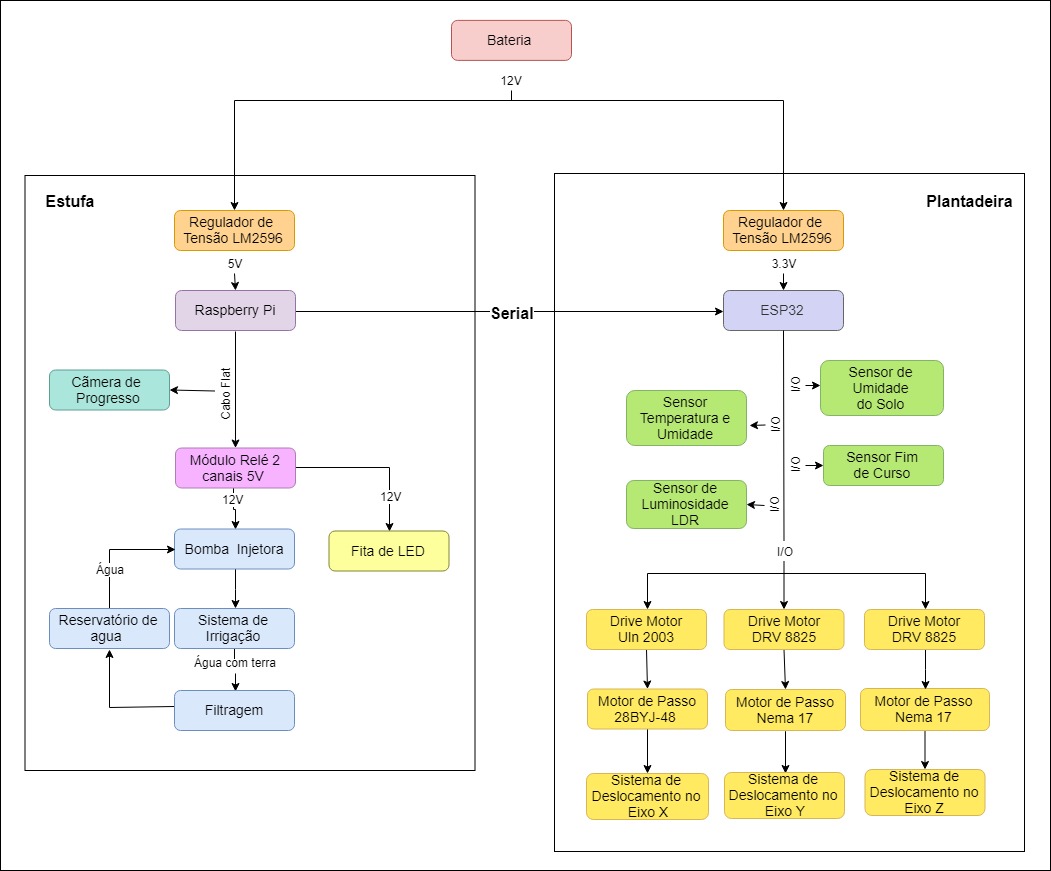 Bateria
12V
Estufa
Regulador de
Tensão LM2596
5V
Raspberry Pi
Serial
Cãmera de
Progresso
Cabo Flat
Módulo Relé 2
canais 5V
12V
12V
Bomba Injetora
Fita de LED
Água
Reservatório de
agua
Sistema de
Irrigação
Água com terra
Filtragem
Plantadeira
Regulador de
Tensão LM2596
3.3V
ESP32
I/O
Sensor de
Umidade
do Solo
Sensor
Temperatura e
Umidade
I/O
I/O
Sensor Fim
de Curso
Sensor de
Luminosidade
LDR
I/O
I/O
Drive Motor
Uln 2003
Drive Motor
DRV 8825
Drive Motor
DRV 8825
Motor de Passo
28BYJ-48
Motor de Passo
Nema 17
Motor de Passo
Nema 17
Sistema de
Deslocamento no
Eixo X
Sistema de
Deslocamento no
Eixo Y
Sistema de
Deslocamento no
Eixo Z